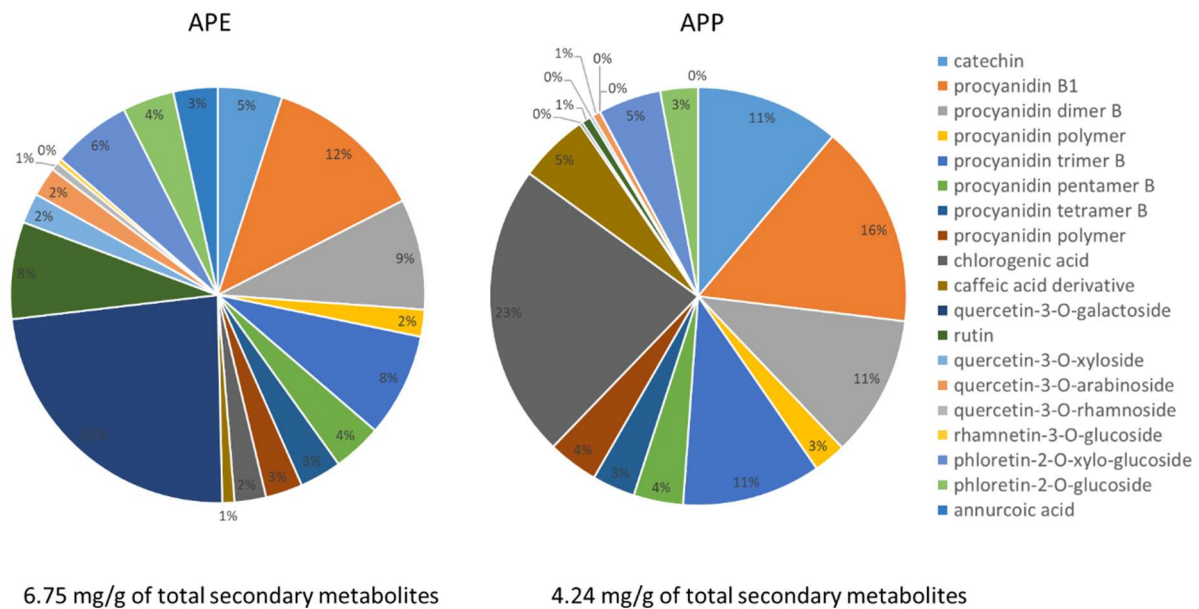 APE
APP
5%
12%
9%
2%
8%
4%
3%
3%
2%
1%
8%
2%
2%
1%
0%
6%
4%
3%
11%
16%
11%
3%
11%
4%
3%
4%
23%
5%
0%
1%
0%
1%
0%
0%
5%
3%
0%
catechin
procyanidin B1
procyanidin dimer B
procyanidin polymer
procyanidin trimer B
procyanidin pentamer B
procyanidin tetramer B
procyanidin polymer
chlorogenic acid
caffeic acid derivative
quercetin-3-O-galactoside
rutin
quercetin-3-O-xyloside
quercetin-3-O-arabinoside
quercetin-3-O-rhamnoside
rhamnetin-3-O-glucoside
phloretin-2-O-xylo-glucoside
phloretin-2-O-glucoside
annurcoic acid
6.75 mg/g of total secondary metabolites
4.24 mg/g of total secondary metabolites